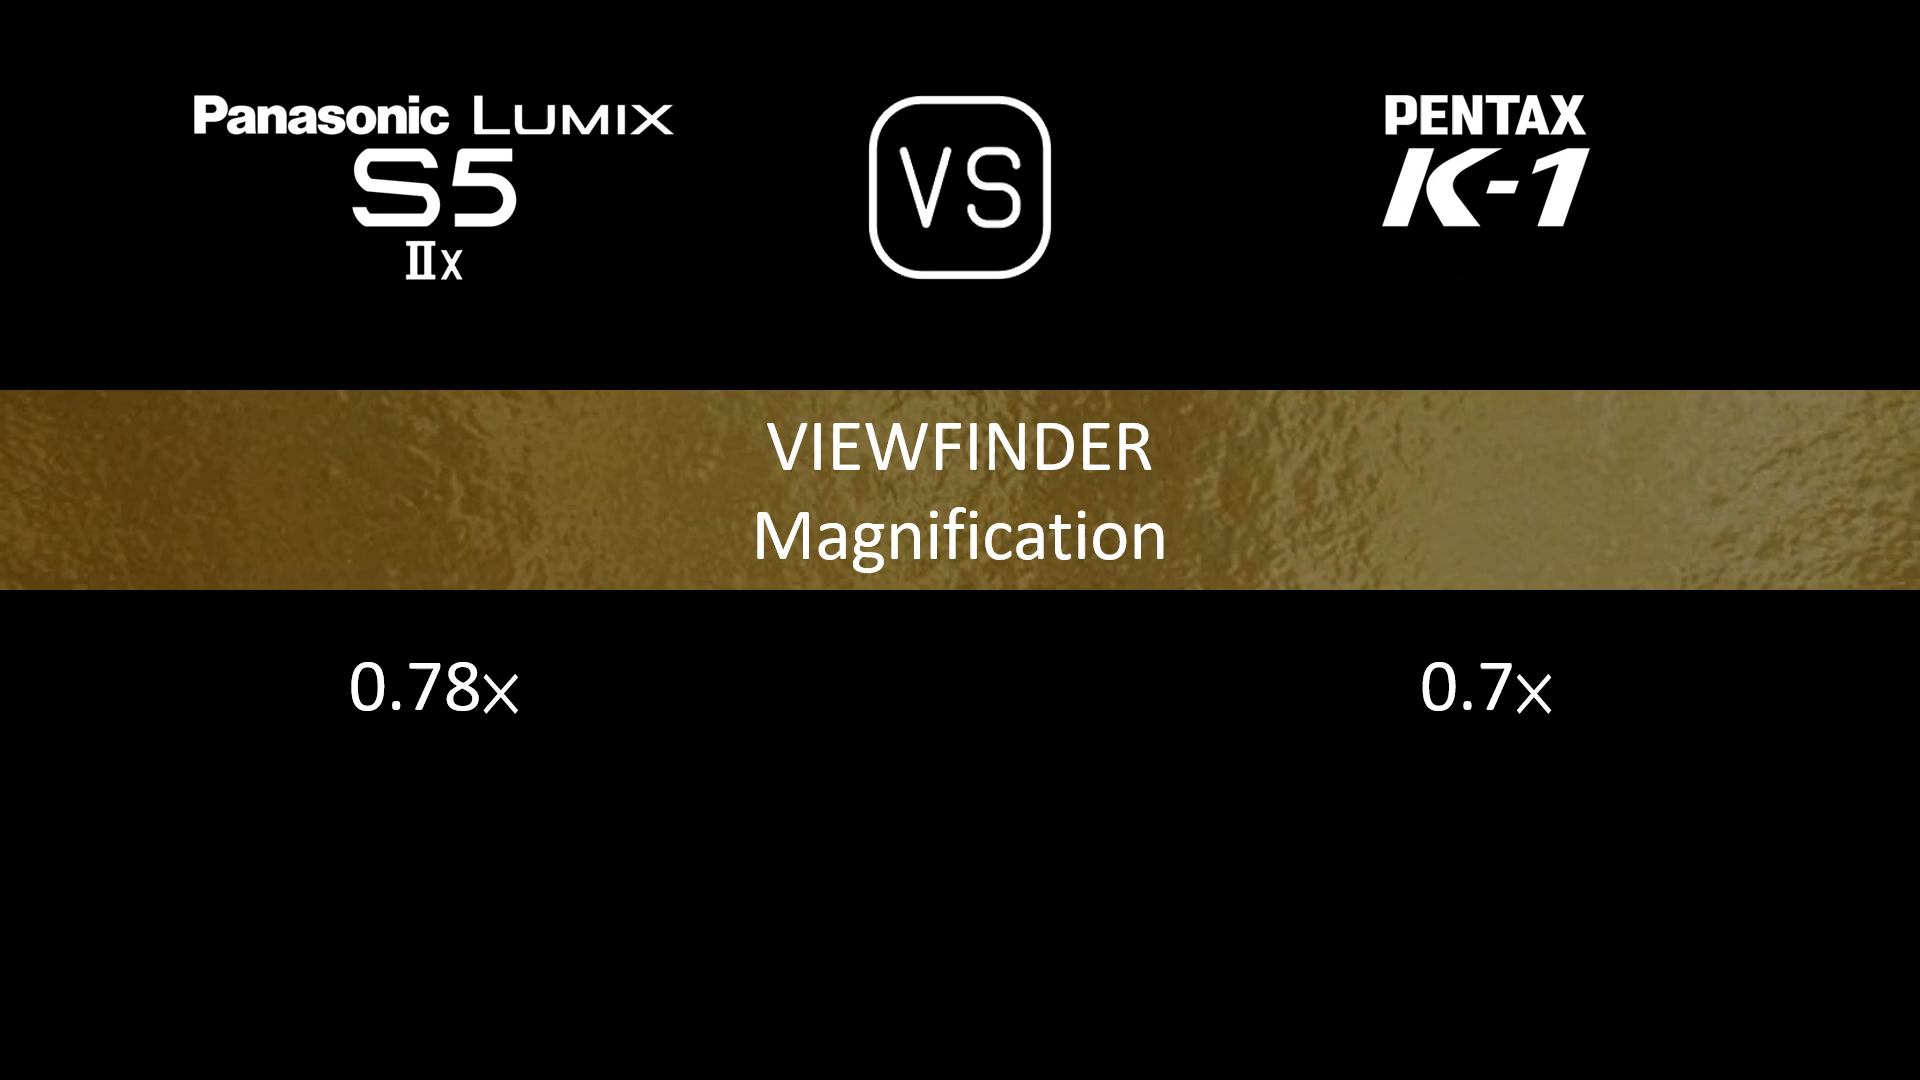 Panasonic LUMIX
S5
IIx
VS
PENTAX
K-1
VIEWFINDER
Magnification
0.78x
0.7x